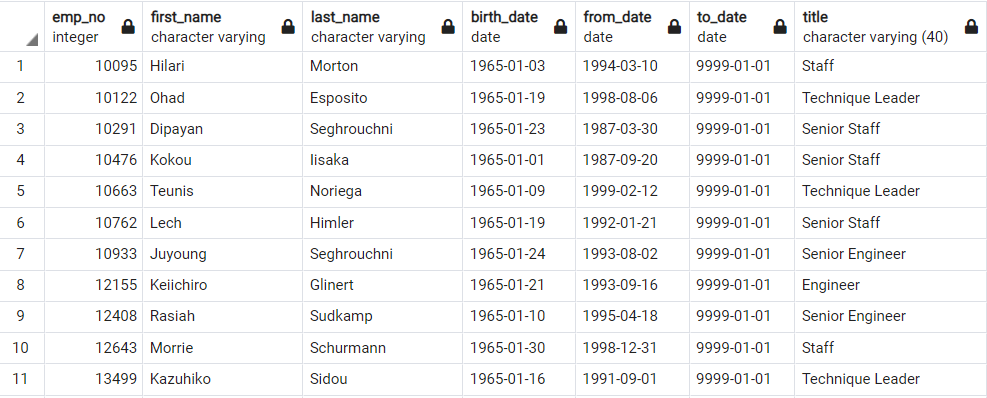 emp_no first_name last_name birth_date from_date to_date title
integer character varying character varying date date date character varying (40)
1 10095 Hilari Morton 1965-01-03 1994-03-10 9999-01-01 Staff
2 10122 Ohad Esposito 1965-01-19 1998-08-06 9999-01-01 Technique Leader
3 10291 Dipayan Seghrouchni 1965-01-23 1987-03-30 9999-01-01 Senior Staff
4 10476 Kokou Iisaka 1965-01-01 1987-09-20 9999-01-01 Senior Staff
5 10663 Teunis Noriega 1965-01-09 1999-02-12 9999-01-01 Technique Leader
6 10762 Lech Himler 1965-01-19 1992-01-21 9999-01-01 Senior Staff
7 10933 Juyoung Seghrouchni 1965-01-24 1993-08-02 9999-01-01 Senior Engineer
8 12155 Keiichiro Glinert 1965-01-21 1993-09-16 9999-01-01 Engineer
9 12408 Rasiah Sudkamp 1965-01-10 1995-04-18 9999-01-01 Senior Engineer
10 12643 Morrie Schurmann 1965-01-30 1998-12-31 9999-01-01 Staff
11 13499 Kazuhiko Sidou 1965-01-16 1991-09-01 9999-01-01 Technique Leader